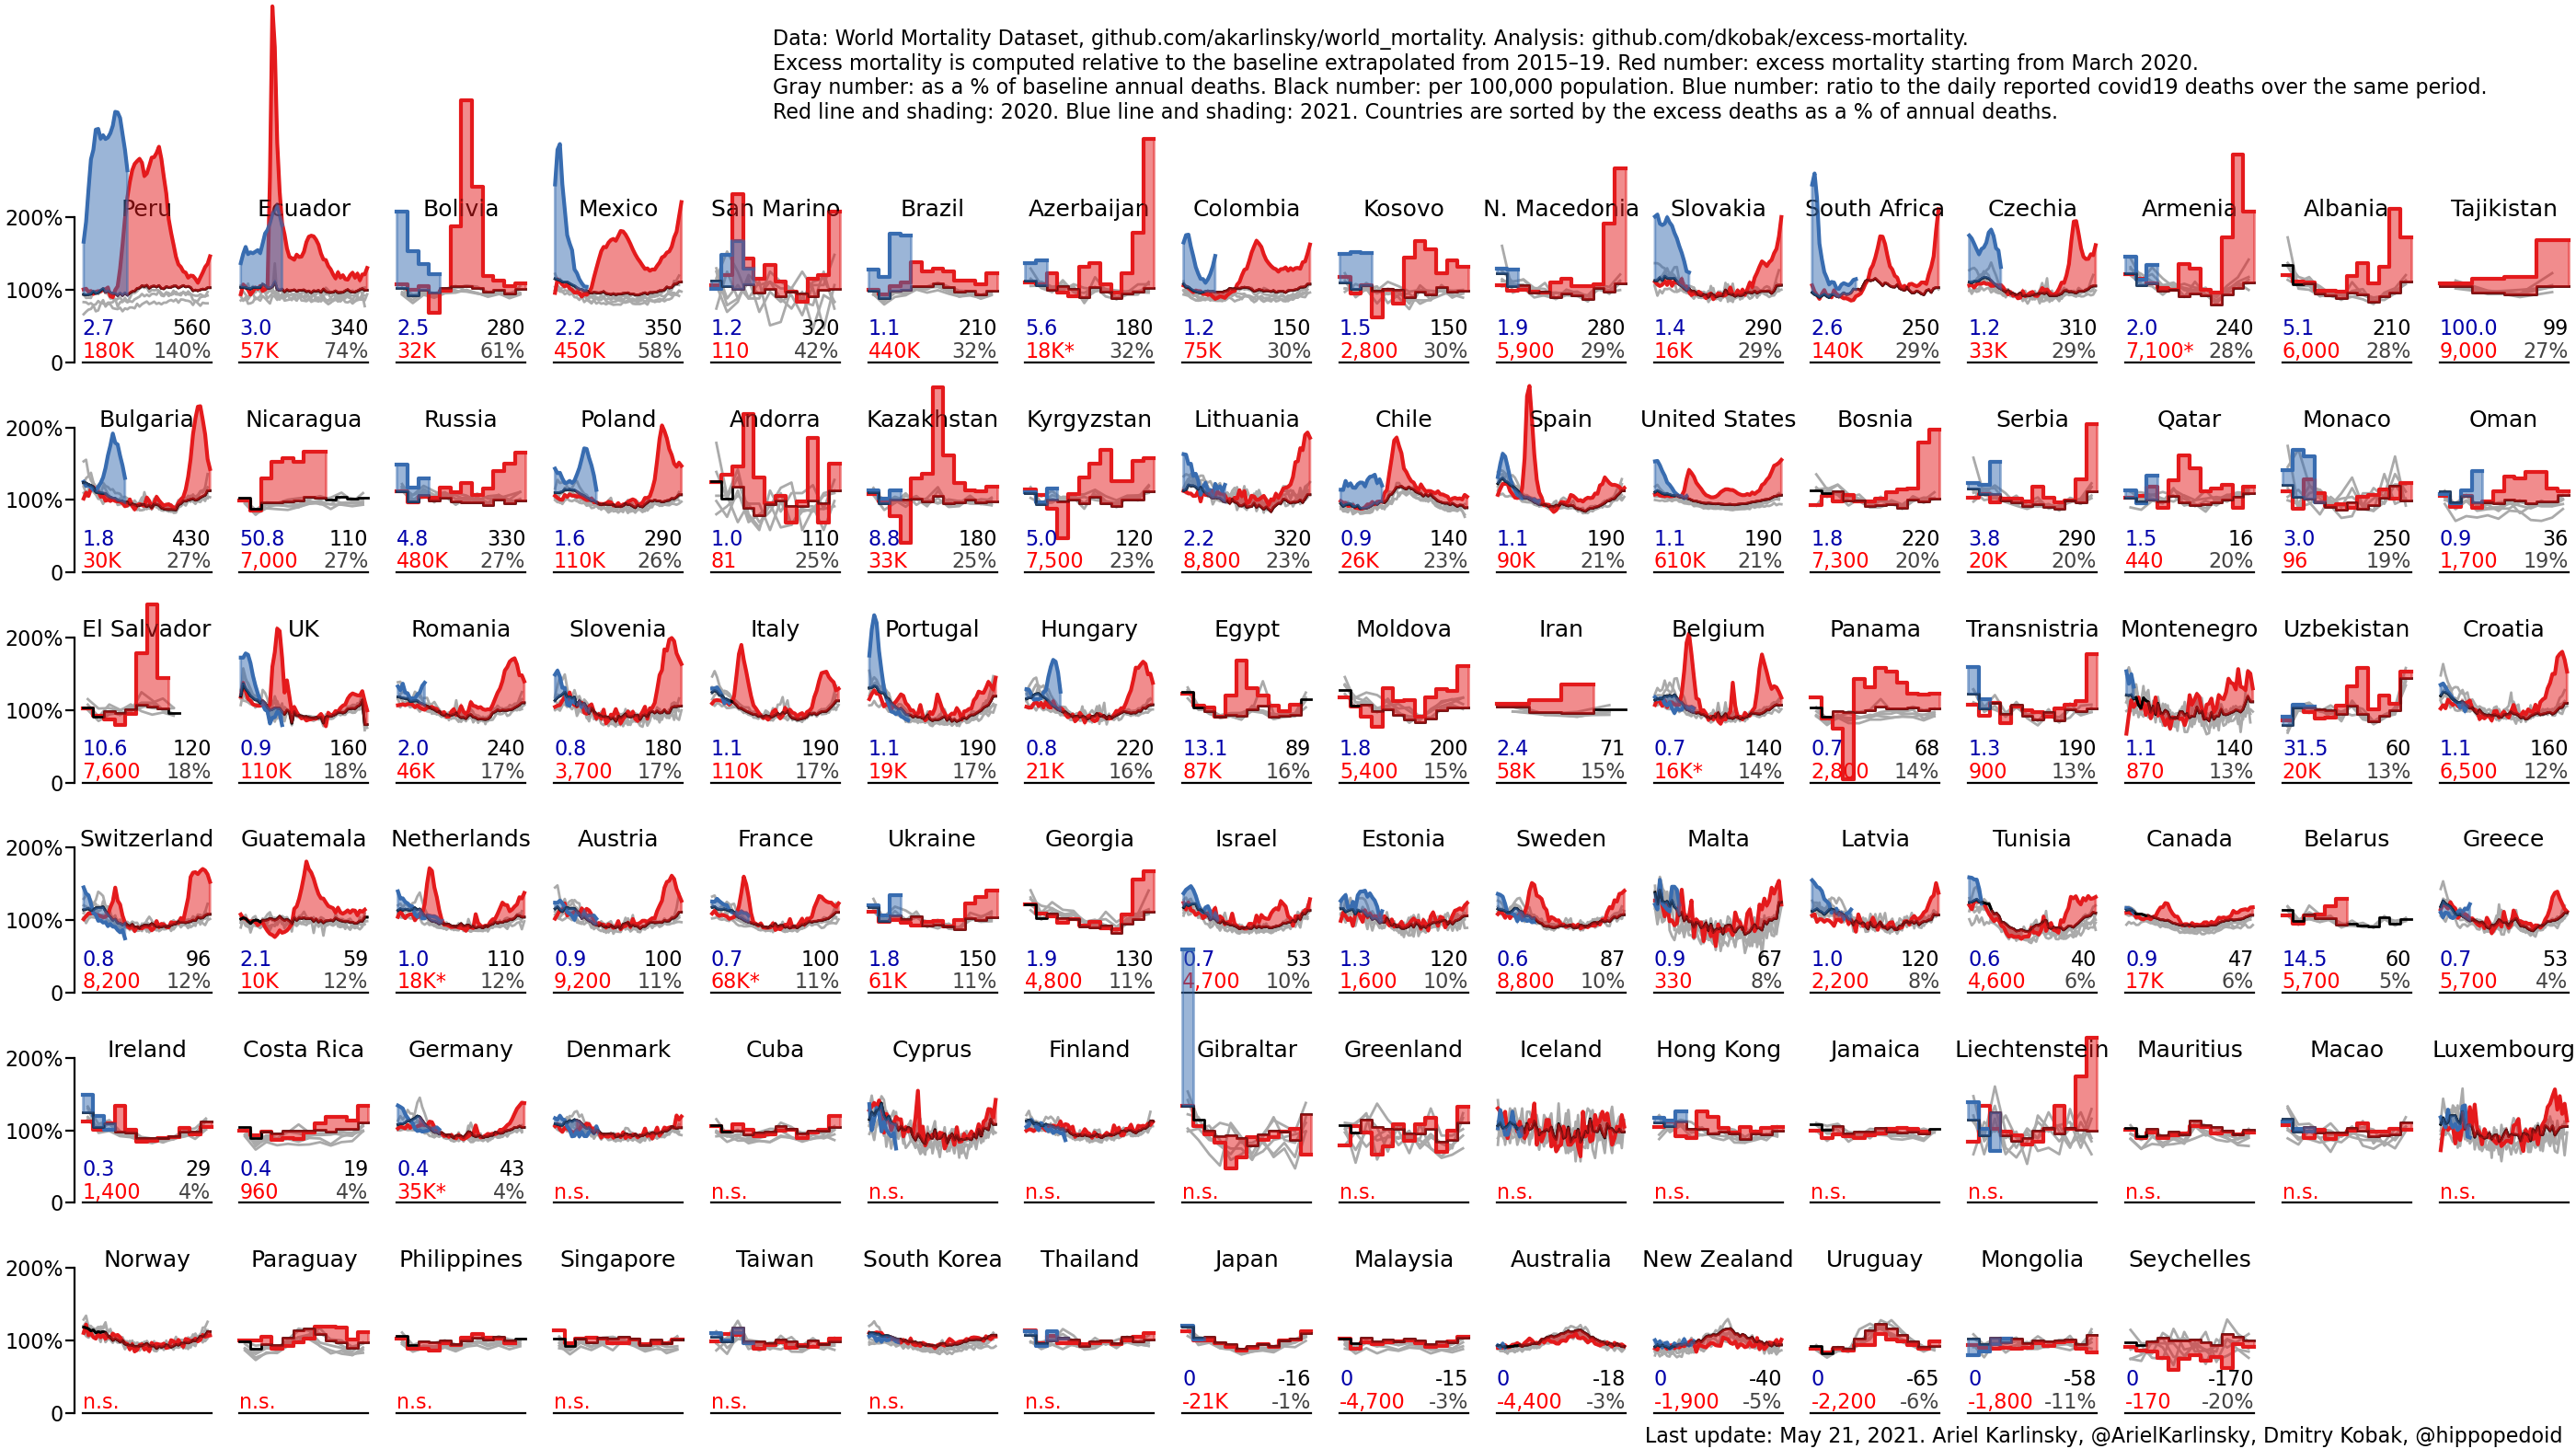 Data: World Mortality Dataset, github.com/akarlinsky/world_mortality. Analysis: github.com/dkobak/excess-mortality.
Excess mortality is computed relative to the baseline extrapolated from 2015–19. Red number: excess mortality starting from March 2020.
Gray number: as a % of baseline annual deaths. Black number: per 100,000 population. Blue number: ratio to the daily reported covid19 deaths over the same period.
Red line and shading: 2020. Blue line and shading: 2021. Countries are sorted by the excess deaths as a % of annual deaths.
Peru Ecuador Bolivia Mexico San Marino Brazil Azerbaijan Colombia Kosovo N. Macedonia Slovakia South Africa Czechia Armenia Albania Tajikistan
200%
100%
2.7 560 3.0 340 2.5 280 2.2 350 1.2 320 1.1 210 5.6 180 1.2 150 1.5 150 1.9 280 1.4 290 2.6 250 1.2 310 2.0 240 5.1 210 100.0 99
180K 140% 57K 74% 32K 61% 450K 58% 110 42% 440K 32% 18K* 32% 75K 30% 2,800 30% 5,900 29% 16K 29% 140K 29% 33K 29% 7,100* 28% 6,000 28% 9,000 27%
0
Bulgaria Nicaragua Russia Poland Andorra Kazakhstan Kyrgyzstan Lithuania Chile Spain United States Bosnia Serbia Qatar Monaco Oman
200%
100%
1.8 430 50.8 110 4.8 330 1.6 290 1.0 110 8.8 180 5.0 120 2.2 320 0.9 140 1.1 190 1.1 190 1.8 220 3.8 290 1.5 16 3.0 250 0.9 36
30K 27% 7,000 27% 480K 27% 110K 26% 81 25% 33K 25% 7,500 23% 8,800 23% 26K 23% 90K 21% 610K 21% 7,300 20% 20K 20% 440 20% 96 19% 1,700 19%
0
El Salvador UK Romania Slovenia Italy Portugal Hungary Egypt Moldova Iran Belgium Panama Transnistria Montenegro Uzbekistan Croatia
200%
100%
10.6 120 0.9 160 2.0 240 0.8 180 1.1 190 1.1 190 0.8 220 13.1 89 1.8 200 2.4 71 0.7 140 0.7 68 1.3 190 1.1 140 31.5 60 1.1 160
7,600 18% 110K 18% 46K 17% 3,700 17% 110K 17% 19K 17% 21K 16% 87K 16% 5,400 15% 58K 15% 16K* 14% 2,800 14% 900 13% 870 13% 20K 13% 6,500 12%
0
Switzerland Guatemala Netherlands Austria France Ukraine Georgia Israel Estonia Sweden Malta Latvia Tunisia Canada Belarus Greece
200%
100%
0.8 96 2.1 59 1.0 110 0.9 100 0.7 100 1.8 150 1.9 130 0.7 53 1.3 120 0.6 87 0.9 67 1.0 120 0.6 40 0.9 47 14.5 60 0.7 53
8,200 12% 10K 12% 18K* 12% 9,200 11% 68K* 11% 61K 11% 4,800 11% 4,700 10% 1,600 10% 8,800 10% 330 8% 2,200 8% 4,600 6% 17K 6% 5,700 5% 5,700 4%
0
Ireland Costa Rica Germany Denmark Cuba Cyprus Finland Gibraltar Greenland Iceland Hong Kong Jamaica Liechtenstein Mauritius Macao Luxembourg
200%
100%
0.3 29 0.4 19 0.4 43
1,400 4% 960 4% 35K* 4% n.s. n.s. n.s. n.s. n.s. n.s. n.s. n.s. n.s. n.s. n.s. n.s. n.s.
0
Norway Paraguay Philippines Singapore Taiwan South Korea Thailand Japan Malaysia Australia New Zealand Uruguay Mongolia Seychelles
200%
100%
0 -16 0 -15 0 -18 0 -40 0 -65 0 -58 0 -170
n.s. n.s. n.s. n.s. n.s. n.s. n.s. -21K -1% -4,700 -3% -4,400 -3% -1,900 -5% -2,200 -6% -1,800 -11% -170 -20%
0
Last update: May 21, 2021. Ariel Karlinsky, @ArielKarlinsky, Dmitry Kobak, @hippopedoid